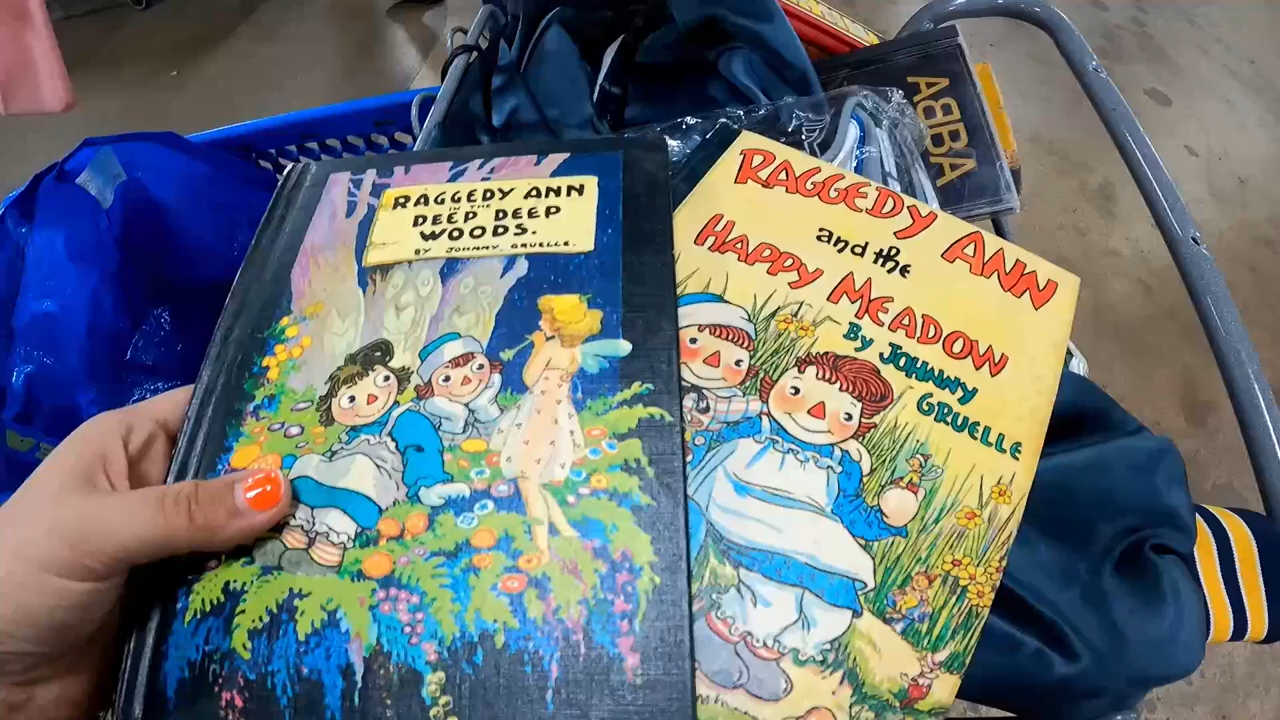 RAGGEDY ANN
IN THE
DEEP DEEP
WOODS.
BY JOHNNY GRUELLE.
RAGGEDY ANN
and the
HAPPY MEADOW
By JOHNNY
GRUELLE
ABBA